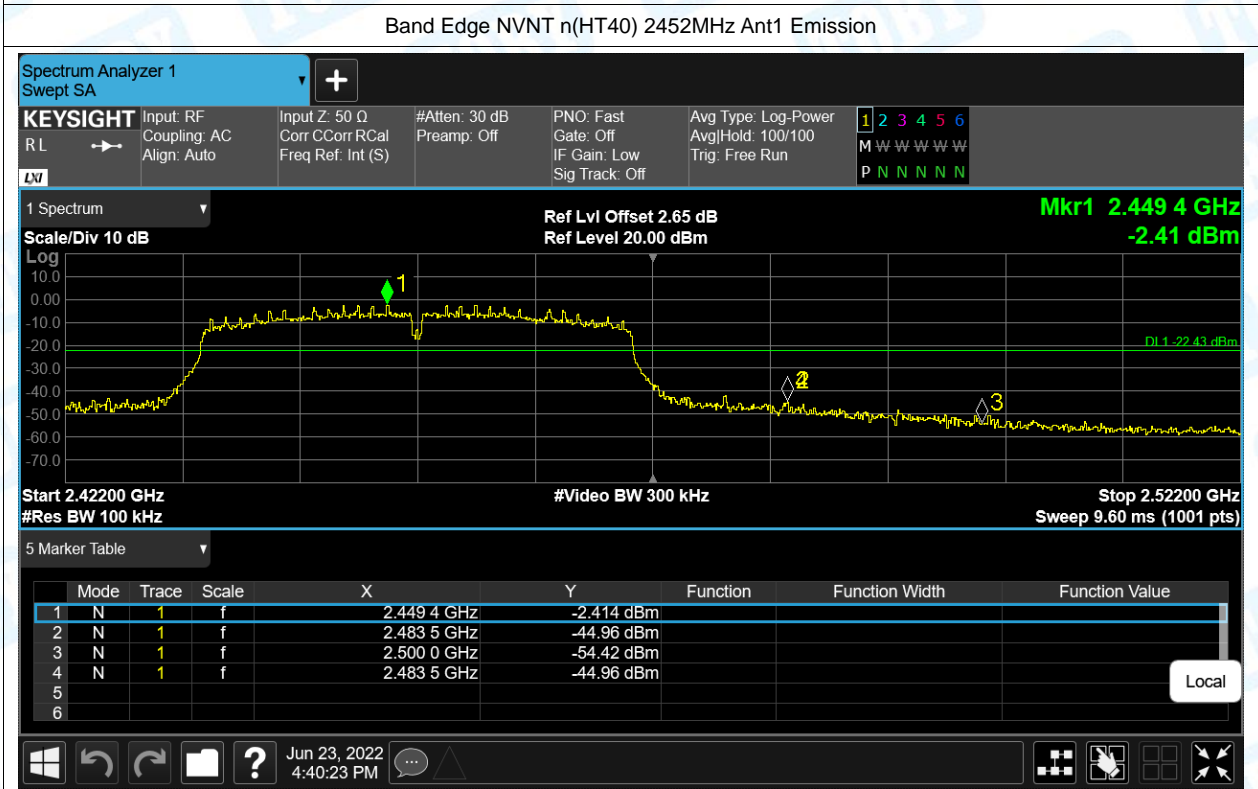 Band Edge NVNT n(HT40) 2452MHz Ant1 Emission
Spectrum Analyzer 1
Swept SA
KEYSIGHT Input: RF Input Z: 50 Ω #Atten: 30 dB PNO: Fast Avg Type: Log-Power 1 2 3 4 5 6
RL Coupling: AC Corr CCorr RCal Preamp: Off Gate: Off Avg|Hold: 100/100 M W W W W W
Align: Auto Freq Ref: Int (S) IF Gain: Low Trig: Free Run
LXI Sig Track: Off P N N N N N
1 Spectrum Ref Lvl Offset 2.65 dB Mkr1 2.449 4 GHz
Scale/Div 10 dB Ref Level 20.00 dBm -2.41 dBm
Log
10.0
1
0.00
-10.0
-20.0
DL1 -22.43 dBm
-30.0
-40.0
2
4
-50.0
3
-60.0
-70.0
Start 2.42200 GHz #Video BW 300 kHz Stop 2.52200 GHz
#Res BW 100 kHz Sweep 9.60 ms (1001 pts)
5 Marker Table
Mode Trace Scale X Y Function Function Width Function Value
1 N 1 f 2.449 4 GHz -2.414 dBm
2 N 1 f 2.483 5 GHz -44.96 dBm
3 N 1 f 2.500 0 GHz -54.42 dBm
4 N 1 f 2.483 5 GHz -44.96 dBm
5
6
Local
? Jun 23, 2022
4:40:23 PM